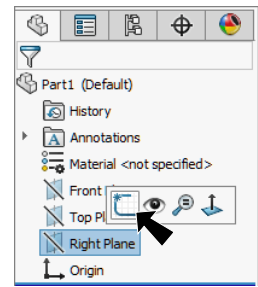 Part1 (Default)
History
Annotations
Material <not specified>
Front
Top Pl
Right Plane
Origin